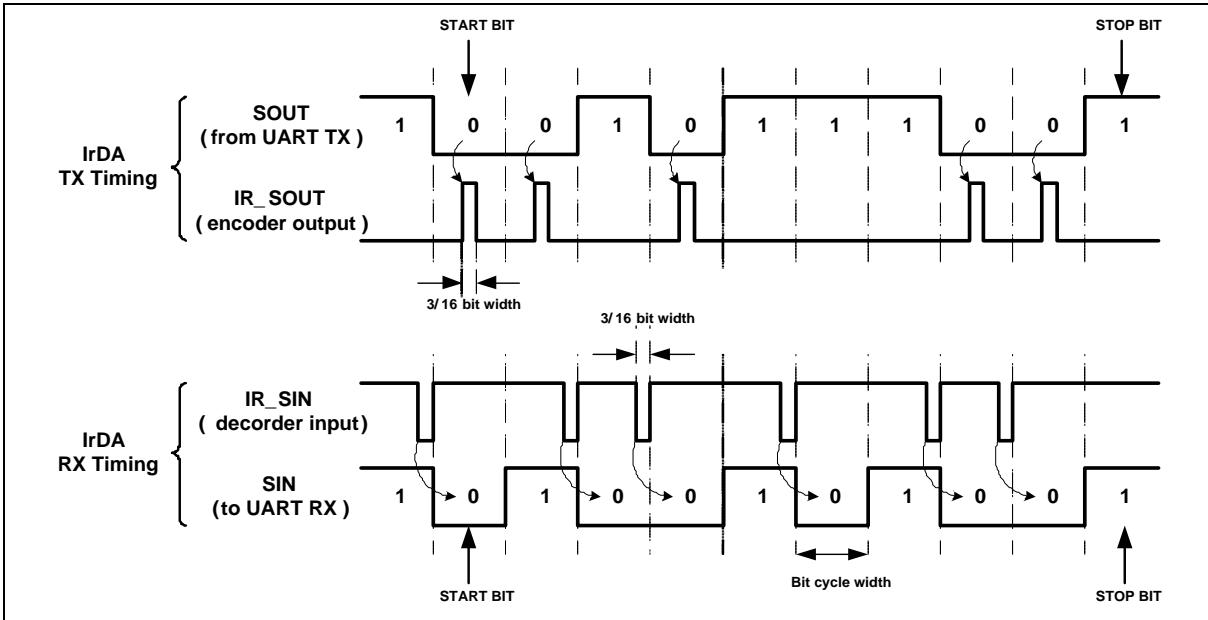 START BIT
STOP BIT
IrDA
TX Timing
SOUT
( from UART TX )
1 0 0 1 0 1 1 1 0 0 1
IR_ SOUT
( encoder output )
3/ 16 bit width
3/ 16 bit width
IrDA
RX Timing
IR_SIN
( decorder input)
SIN
(to UART RX )
1 0 1 0 0 1 0 1 0 0 1
Bit cycle width
START BIT
STOP BIT